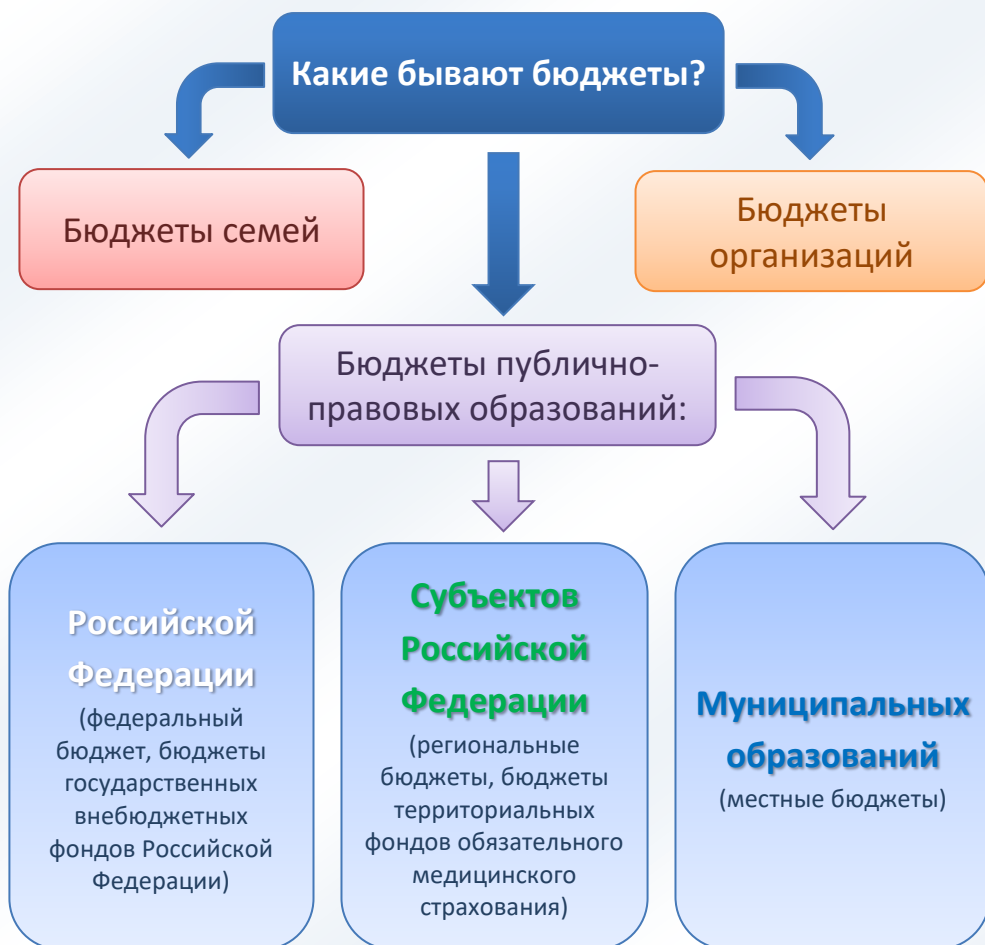 Какие бывают бюджеты?
Бюджеты семей
Бюджеты
организаций
Бюджеты публично-
правовых образований:
Российской
Федерации
(федеральный
бюджет, бюджеты
государственных
внебюджетных
фондов Российской
Федерации)
Субъектов
Российской
Федерации
(региональные
бюджеты, бюджеты
территориальных
фондов обязательного
медицинского
страхования)
Муниципальных
образований
(местные бюджеты)